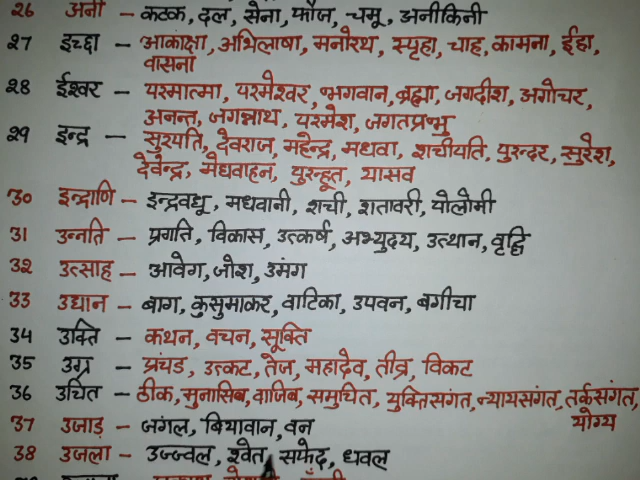 26 अनी - कटक, दल, सेना, फौज, चमू, अनीकिनी
27 इच्छा - आकांक्षा, अभिलाषा, मनोरथ, स्पृहा, चाह, कामना, ईहा,
वासना
28 ईश्वर - परमात्मा, परमेश्वर, भगवान, ब्रह्मा, जगदीश, अगोचर,
अनन्त, जगन्नाथ, परमेश, जगतप्रभु
29 इन्द्र - सुरपति, देवराज, महेन्द्र, मधवा, शचीपति, पुरन्दर, सुरेश,
देवेन्द्र, मेघवाहन, पुरन्हूत, यासव
30 इन्द्राणि - इन्द्रवधू, मधवानी, शची, शतावरी, पोलोमी
31 उन्नति - प्रगति, विकास, उत्कर्ष, अभ्युदय, उत्थान, वृद्धि
32 उत्साह - आवेग, जोश, उमंग
33 उद्यान - बाग, कुसुमाकर, वाटिका, उपवन, बगीचा
34 उक्ति - कथन, वचन, सूक्ति
35 उग्र - प्रंचड, उत्कट, तेज, महादेव, तीव्र, विकट
36 उचित - ठीक, मुनासिब, वाजिब, समुचित, युक्तिसंगत, न्यायसंगत, तर्कसंगत,
योग्य
37 उजाड़ - जंगल, बियावान, वन
38 उजला - उज्ज्वल, श्वेत, सफेद, धवल